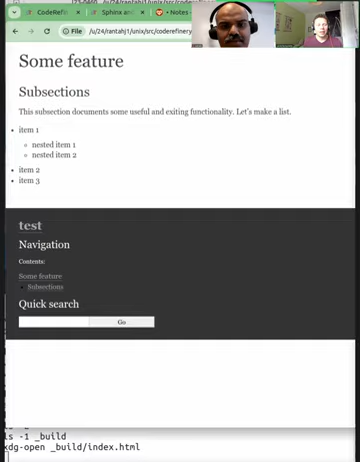 CodeRefin
Sphinx an
- Notes -
File
/u/24/rantahj1/unix/src/coderefinery
Some feature
Subsections
This subsection documents some useful and exiting functionality. Let's make a list.
item 1
nested item 1
nested item 2
item 2
item 3
test
Navigation
Contents:
Some feature
Subsections
Quick search
Go
ls -1 _build
xdg-open _build/index.html